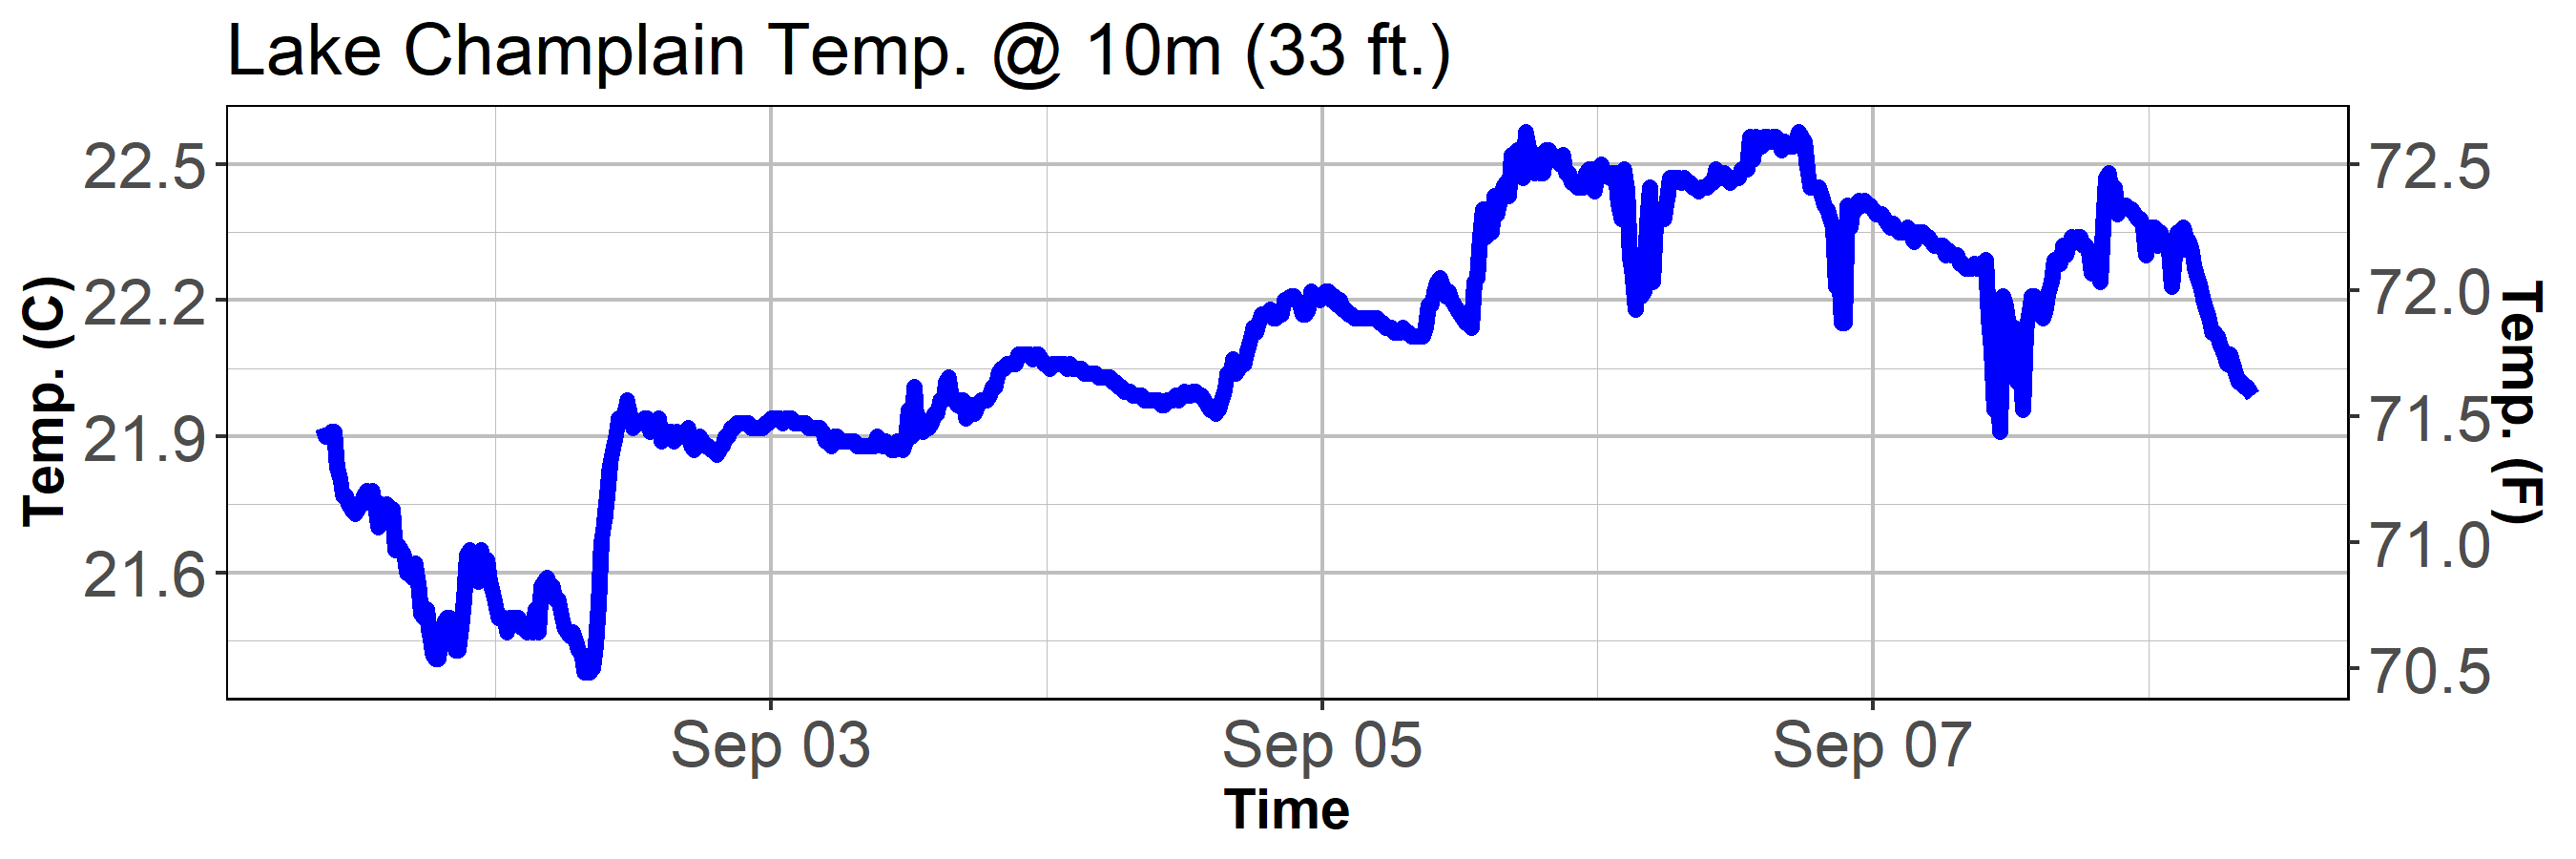 Lake Champlain Temp. @ 10m (33 ft.)
Temp. (C)
22.5
22.2
21.9
21.6
72.5
72.0
71.5
71.0
70.5
Temp. (F)
Sep 03
Sep 05
Sep 07
Time